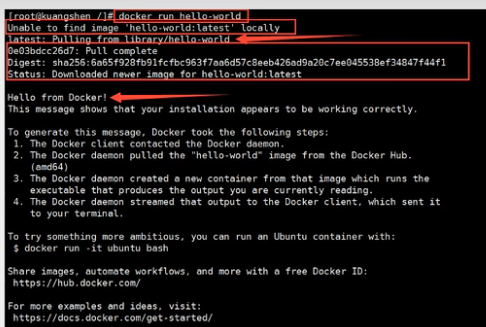 [root@kuangshen /]# docker run hello-world
Unable to find image 'hello-world:latest' locally
latest: Pulling from library/hello-world
0e03bdcc26d7: Pull complete
Digest: sha256:6a65f928fb91fcfbc963f7aa6d57c8eeb426ad9a20c7ee045538ef34847f44f1
Status: Downloaded newer image for hello-world:latest
Hello from Docker!
This message shows that your installation appears to be working correctly.
To generate this message, Docker took the following steps:
1. The Docker client contacted the Docker daemon.
2. The Docker daemon pulled the "hello-world" image from the Docker Hub.
(amd64)
3. The Docker daemon created a new container from that image which runs the
executable that produces the output you are currently reading.
4. The Docker daemon streamed that output to the Docker client, which sent it
to your terminal.
To try something more ambitious, you can run an Ubuntu container with:
$ docker run -it ubuntu bash
Share images, automate workflows, and more with a free Docker ID:
https://hub.docker.com/
For more examples and ideas, visit:
https://docs.docker.com/get-started/